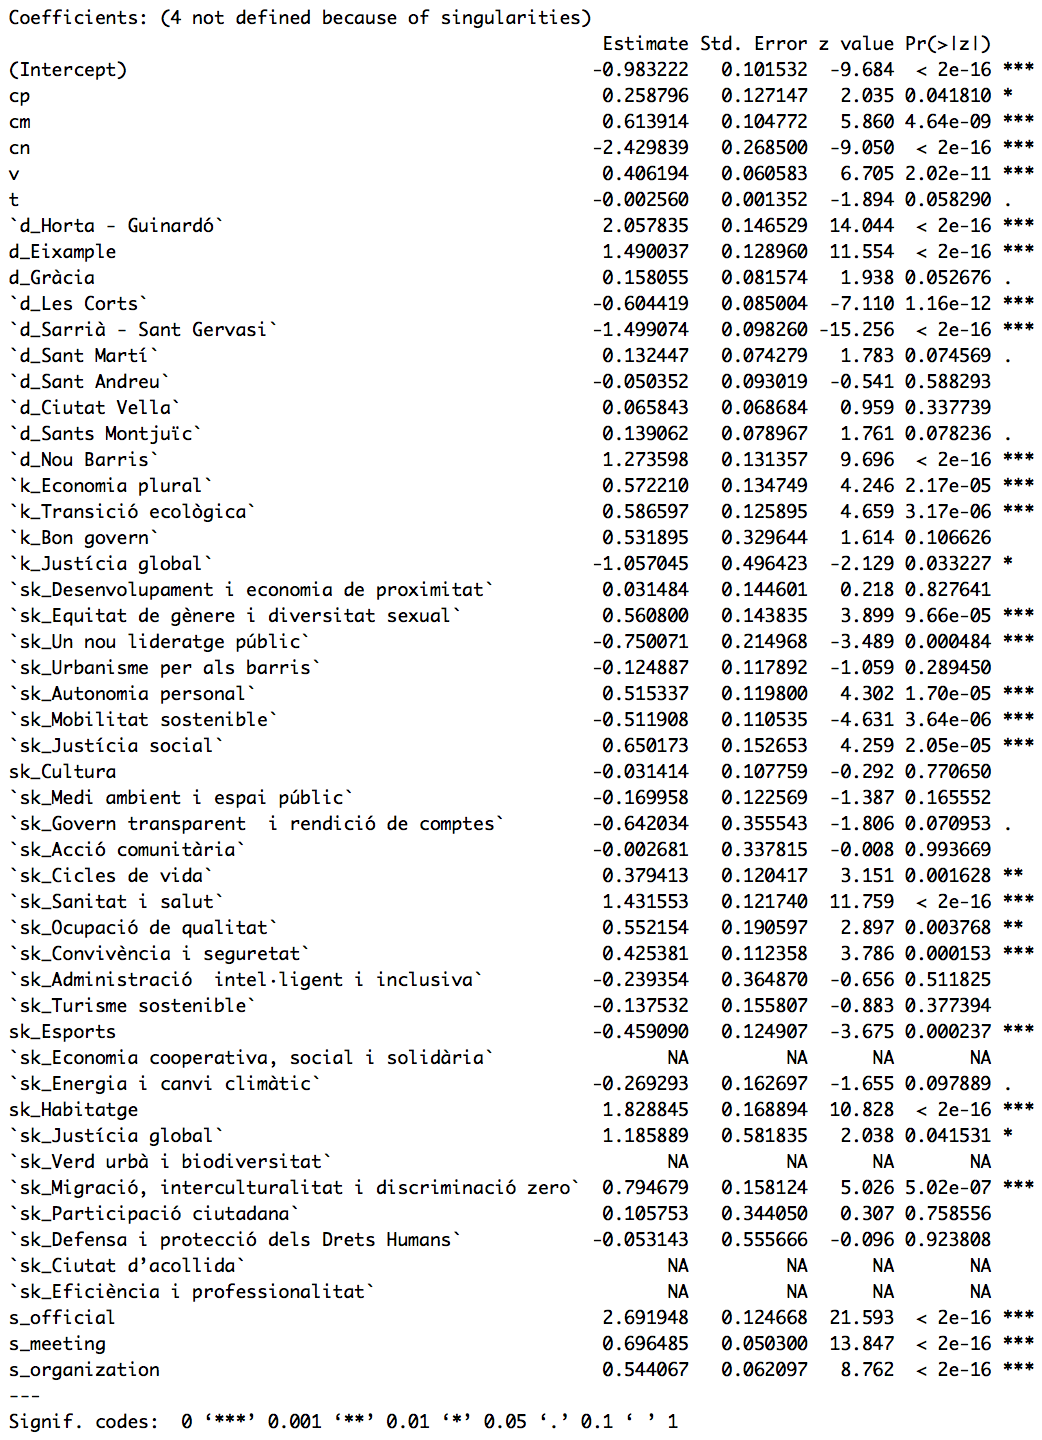 Coefficients: (4 not defined because of singularities)
Estimate Std. Error z value Pr(>|z|)
(Intercept) -0.983222 0.101532 -9.684 < 2e-16 ***
cp 0.258796 0.127147 2.035 0.041810 *
cm 0.613914 0.104772 5.860 4.64e-09 ***
cn -2.429839 0.268500 -9.050 < 2e-16 ***
v 0.406194 0.060583 6.705 2.02e-11 ***
t -0.002560 0.001352 -1.894 0.058290 .
`d_Horta - Guinardó` 2.057835 0.146529 14.044 < 2e-16 ***
d_Eixample 1.490037 0.128960 11.554 < 2e-16 ***
d_Gràcia 0.158055 0.081574 1.938 0.052676 .
`d_Les Corts` -0.604419 0.085004 -7.110 1.16e-12 ***
`d_Sarrià - Sant Gervasi` -1.499074 0.098260 -15.256 < 2e-16 ***
`d_Sant Martí` 0.132447 0.074279 1.783 0.074569 .
`d_Sant Andreu` -0.050352 0.093019 -0.541 0.588293
`d_Ciutat Vella` 0.065843 0.068684 0.959 0.337739
`d_Sants Montjuïc` 0.139062 0.078967 1.761 0.078236 .
`d_Nou Barris` 1.273598 0.131357 9.696 < 2e-16 ***
`k_Economia plural` 0.572210 0.134749 4.246 2.17e-05 ***
`k_Transició ecològica` 0.586597 0.125895 4.659 3.17e-06 ***
`k_Bon govern` 0.531895 0.329644 1.614 0.106626
`k_Justícia global` -1.057045 0.496423 -2.129 0.033227 *
`sk_Desenvolupament i economia de proximitat` 0.031484 0.144601 0.218 0.827641
`sk_Equitat de gènere i diversitat sexual` 0.560800 0.143835 3.899 9.66e-05 ***
`sk_Un nou lideratge públic` -0.750071 0.214968 -3.489 0.000484 ***
`sk_Urbanisme per als barris` -0.124887 0.117892 -1.059 0.289450
`sk_Autonomia personal` 0.515337 0.119800 4.302 1.70e-05 ***
`sk_Mobilitat sostenible` -0.511908 0.110535 -4.631 3.64e-06 ***
`sk_Justícia social` 0.650173 0.152653 4.259 2.05e-05 ***
sk_Cultura -0.031414 0.107759 -0.292 0.770650
`sk_Medi ambient i espai públic` -0.169958 0.122569 -1.387 0.165552
`sk_Govern transparent  i rendició de comptes` -0.642034 0.355543 -1.806 0.070953 .
`sk_Acció comunitària` -0.002681 0.337815 -0.008 0.993669
`sk_Cicles de vida` 0.379413 0.120417 3.151 0.001628 **
`sk_Sanitat i salut` 1.431553 0.121740 11.759 < 2e-16 ***
`sk_Ocupació de qualitat` 0.552154 0.190597 2.897 0.003768 **
`sk_Convivència i seguretat` 0.425381 0.112358 3.786 0.000153 ***
`sk_Administració  intel·ligent i inclusiva` -0.239354 0.364870 -0.656 0.511825
`sk_Turisme sostenible` -0.137532 0.155807 -0.883 0.377394
sk_Esports -0.459090 0.124907 -3.675 0.000237 ***
`sk_Economia cooperativa, social i solidària` NA NA NA NA
`sk_Energia i canvi climàtic` -0.269293 0.162697 -1.655 0.097889 .
sk_Habitatge 1.828845 0.168894 10.828 < 2e-16 ***
`sk_Justícia global` 1.185889 0.581835 2.038 0.041531 *
`sk_Verd urbà i biodiversitat` NA NA NA NA
`sk_Migració, interculturalitat i discriminació zero` 0.794679 0.158124 5.026 5.02e-07 ***
`sk_Participació ciutadana` 0.105753 0.344050 0.307 0.758556
`sk_Defensa i protecció dels Drets Humans` -0.053143 0.555666 -0.096 0.923808
`sk_Ciutat d’acollida` NA NA NA NA
`sk_Eficiència i professionalitat` NA NA NA NA
s_official 2.691948 0.124668 21.593 < 2e-16 ***
s_meeting 0.696485 0.050300 13.847 < 2e-16 ***
s_organization 0.544067 0.062097 8.762 < 2e-16 ***
---
Signif. codes:  0 ‘***’ 0.001 ‘**’ 0.01 ‘*’ 0.05 ‘.’ 0.1 ‘ ’ 1